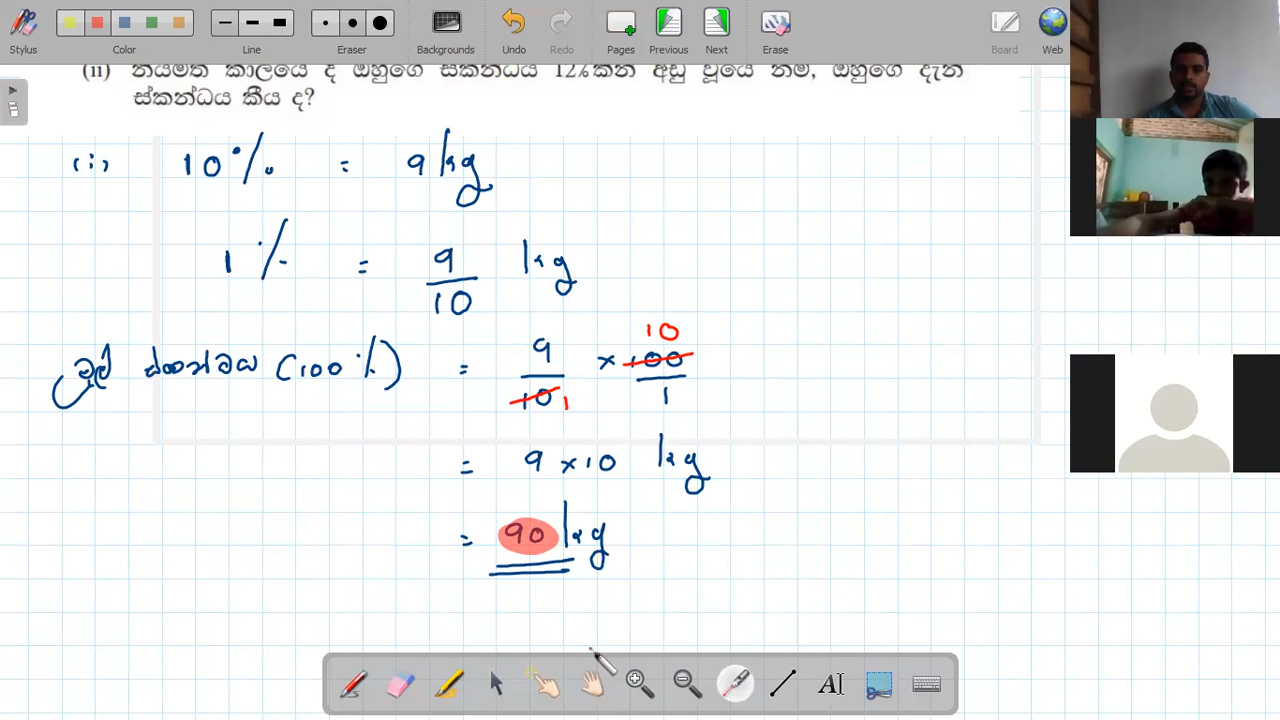 Stylus Color Line Eraser Backgrounds Undo Redo Pages Previous Next Erase Board Web
(ii) නියමිත කාලයේ දී ඔහුගේ ස්කන්ධය 12%කින් අඩු වූයේ නම්, ඔහුගේ දැන්
ස්කන්ධය කීය ද?
(i) 10% = 9 kg
1% = 9/10 kg
මුල් ස්කන්ධය (100%) = 9/10 1 × 10 100/1
= 9 × 10 kg
= 90 kg